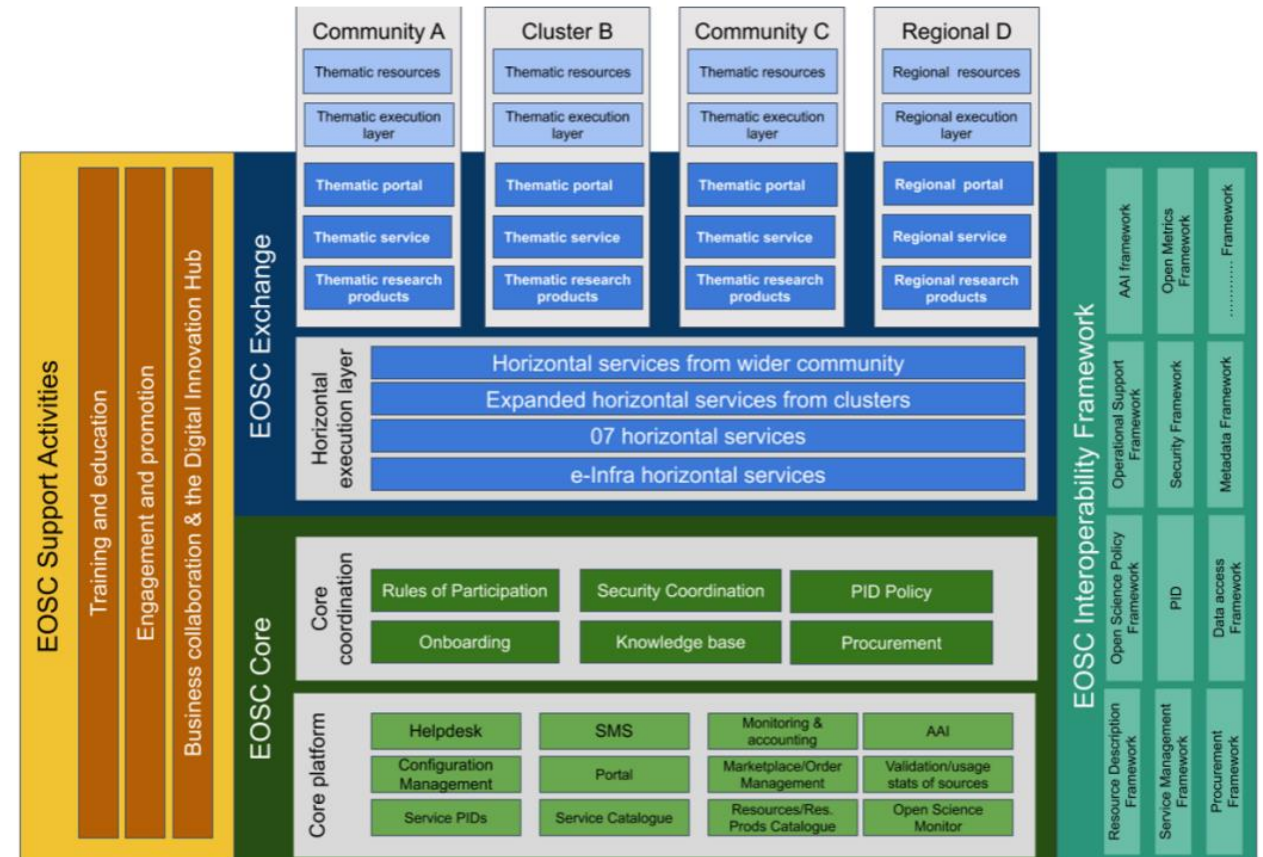 Community A
Thematic resources
Thematic execution
layer
Thematic portal
Thematic service
Thematic research
products
Cluster B
Thematic resources
Thematic execution
layer
Thematic portal
Thematic service
Thematic research
products
Community C
Thematic resources
Thematic execution
layer
Thematic portal
Thematic service
Thematic research
products
Regional D
Regional resources
Regional execution
layer
Regional portal
Regional service
Regional research
products
EOSC Support Activities
Training and education
Engagement and promotion
Business collaboration & the Digital Innovation Hub
EOSC Exchange
Horizontal
execution layer
Horizontal services from wider community
Expanded horizontal services from clusters
07 horizontal services
e-Infra horizontal services
EOSC Core
Core
coordination
Rules of Participation
Security Coordination
PID Policy
Onboarding
Knowledge base
Procurement
Core platform
Helpdesk
SMS
Monitoring &
accounting
AAI
Configuration
Management
Portal
Marketplace/Order
Management
Validation/usage
stats of sources
Service PIDs
Service Catalogue
Resources/Res.
Prods Catalogue
Open Science
Monitor
EOSC Interoperability Framework
AAI framework
Open Metrics
Framework
............ Framework
Operational Support
Framework
Security Framework
Metadata Framework
Open Science Policy
Framework
PID
Data access
Framework
Resource Description
Framework
Service Management
Framework
Procurement
Framework